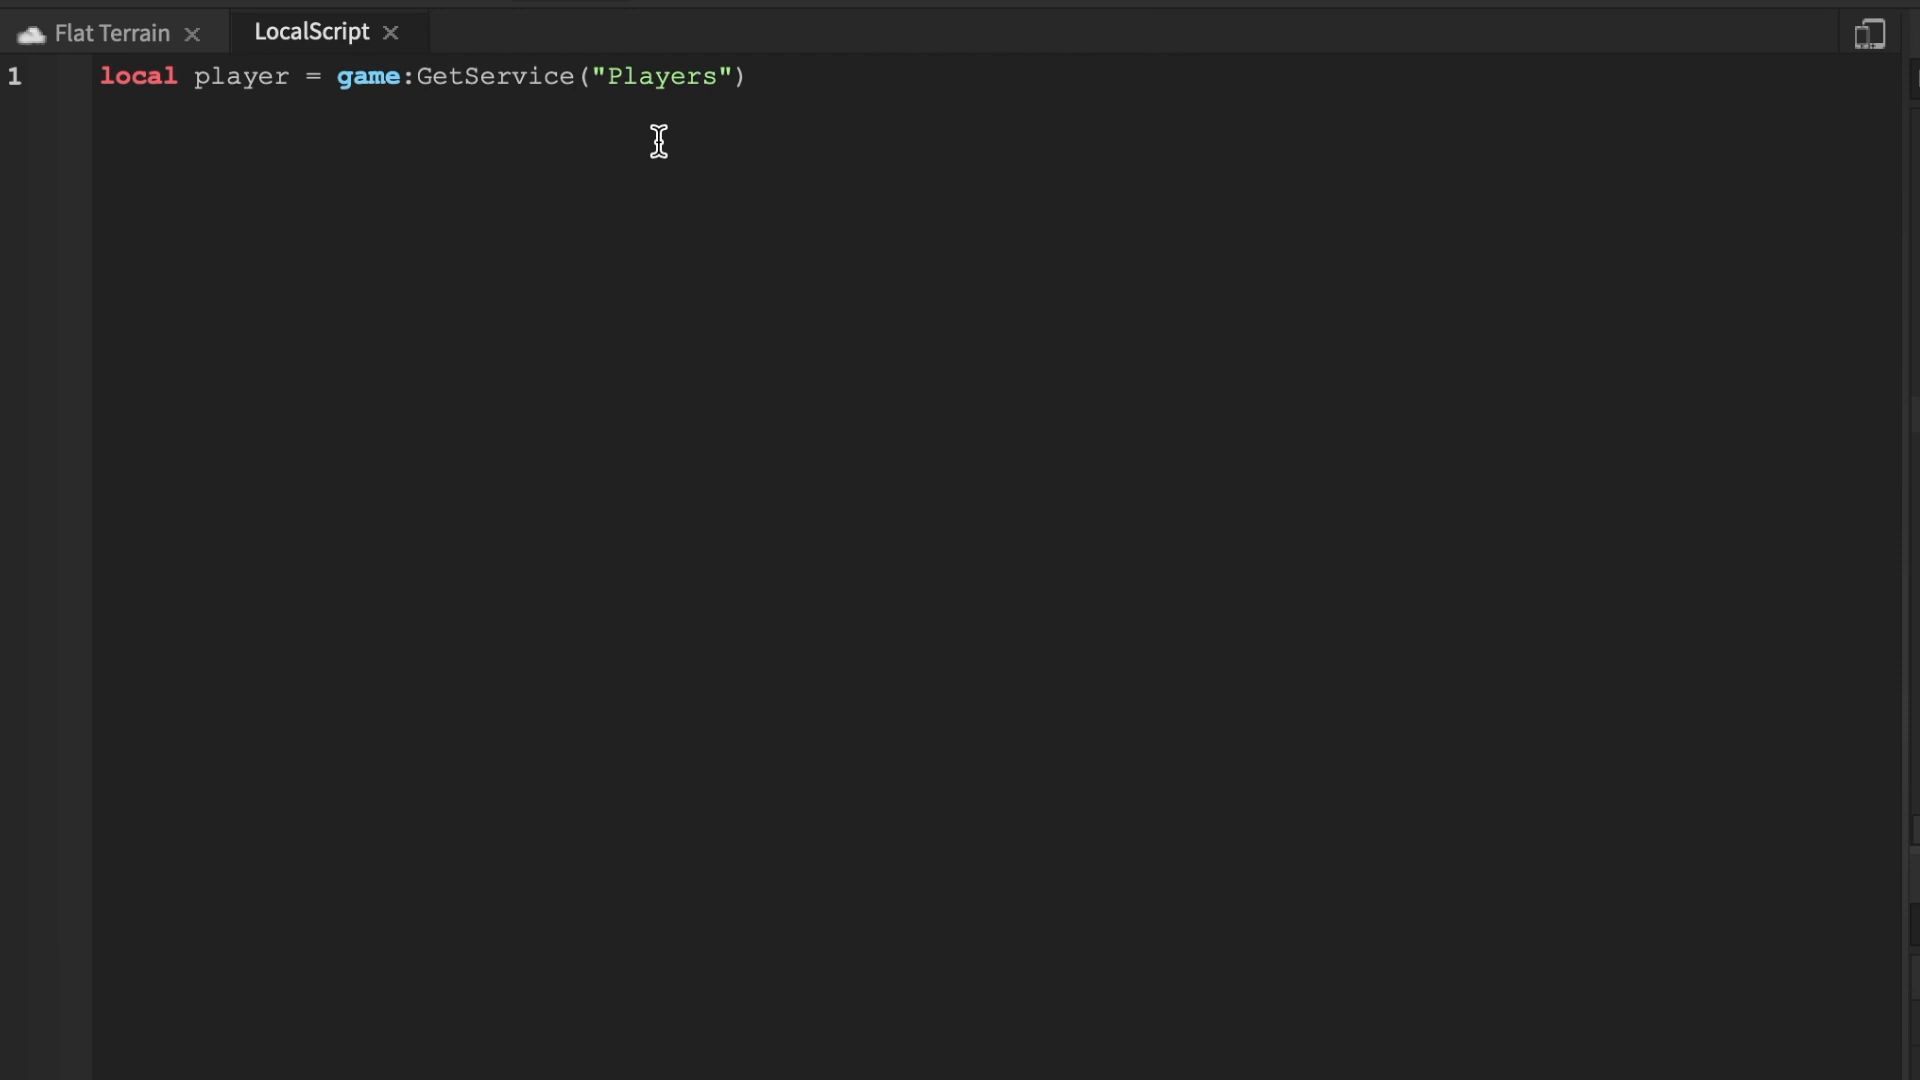 Flat Terrain
LocalScript
1 local player = game:GetService("Players")